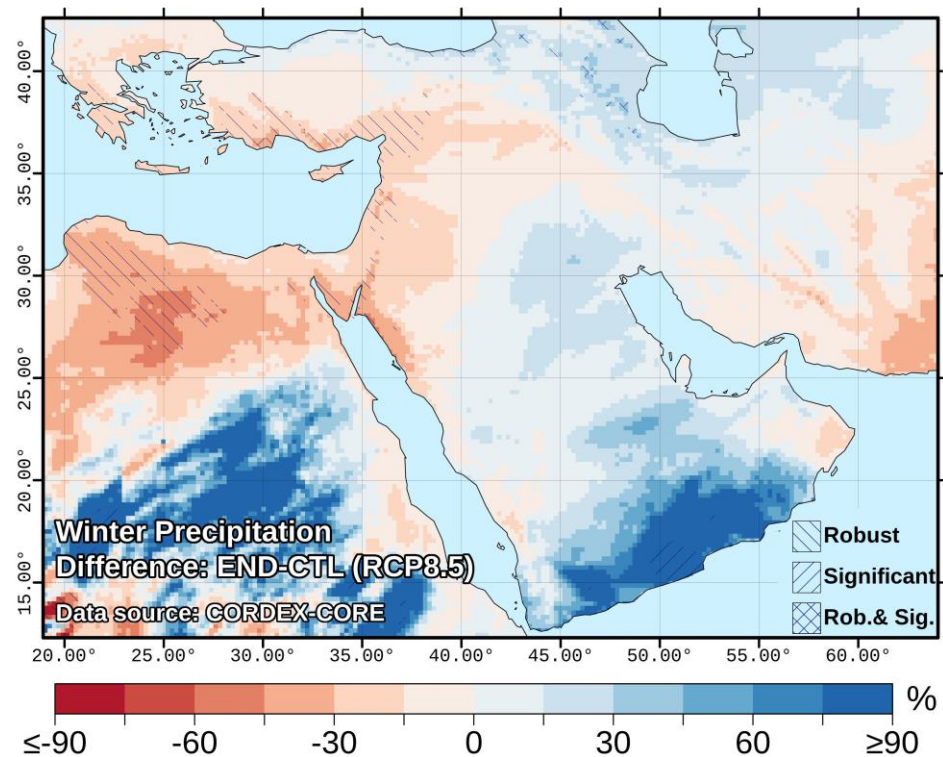 40.00°
35.00°
30.00°
25.00°
20.00°
15.00°
Winter Precipitation
Difference: END-CTL (RCP8.5)
Data source: CORDEX-CORE
Robust
Significant
Rob.& Sig.
20.00° 25.00° 30.00° 35.00° 40.00° 45.00° 50.00° 55.00° 60.00°
%
≤-90 -60 -30 0 30 60 ≥90